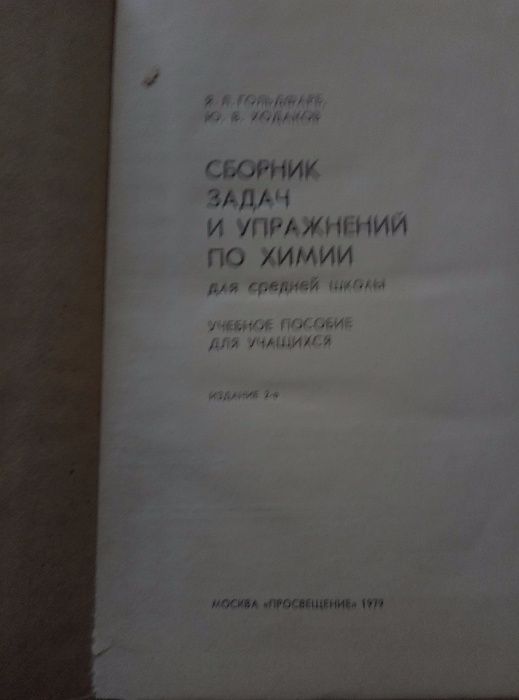 Я. Л. ГОЛЬДФАРБ,
Ю. В. ХОДАКОВ
СБОРНИК
ЗАДАЧ
И УПРАЖНЕНИЙ
ПО ХИМИИ
для средней школы
УЧЕБНОЕ ПОСОБИЕ
ДЛЯ УЧАЩИХСЯ
ИЗДАНИЕ 2-е
МОСКВА «ПРОСВЕЩЕНИЕ» 1979